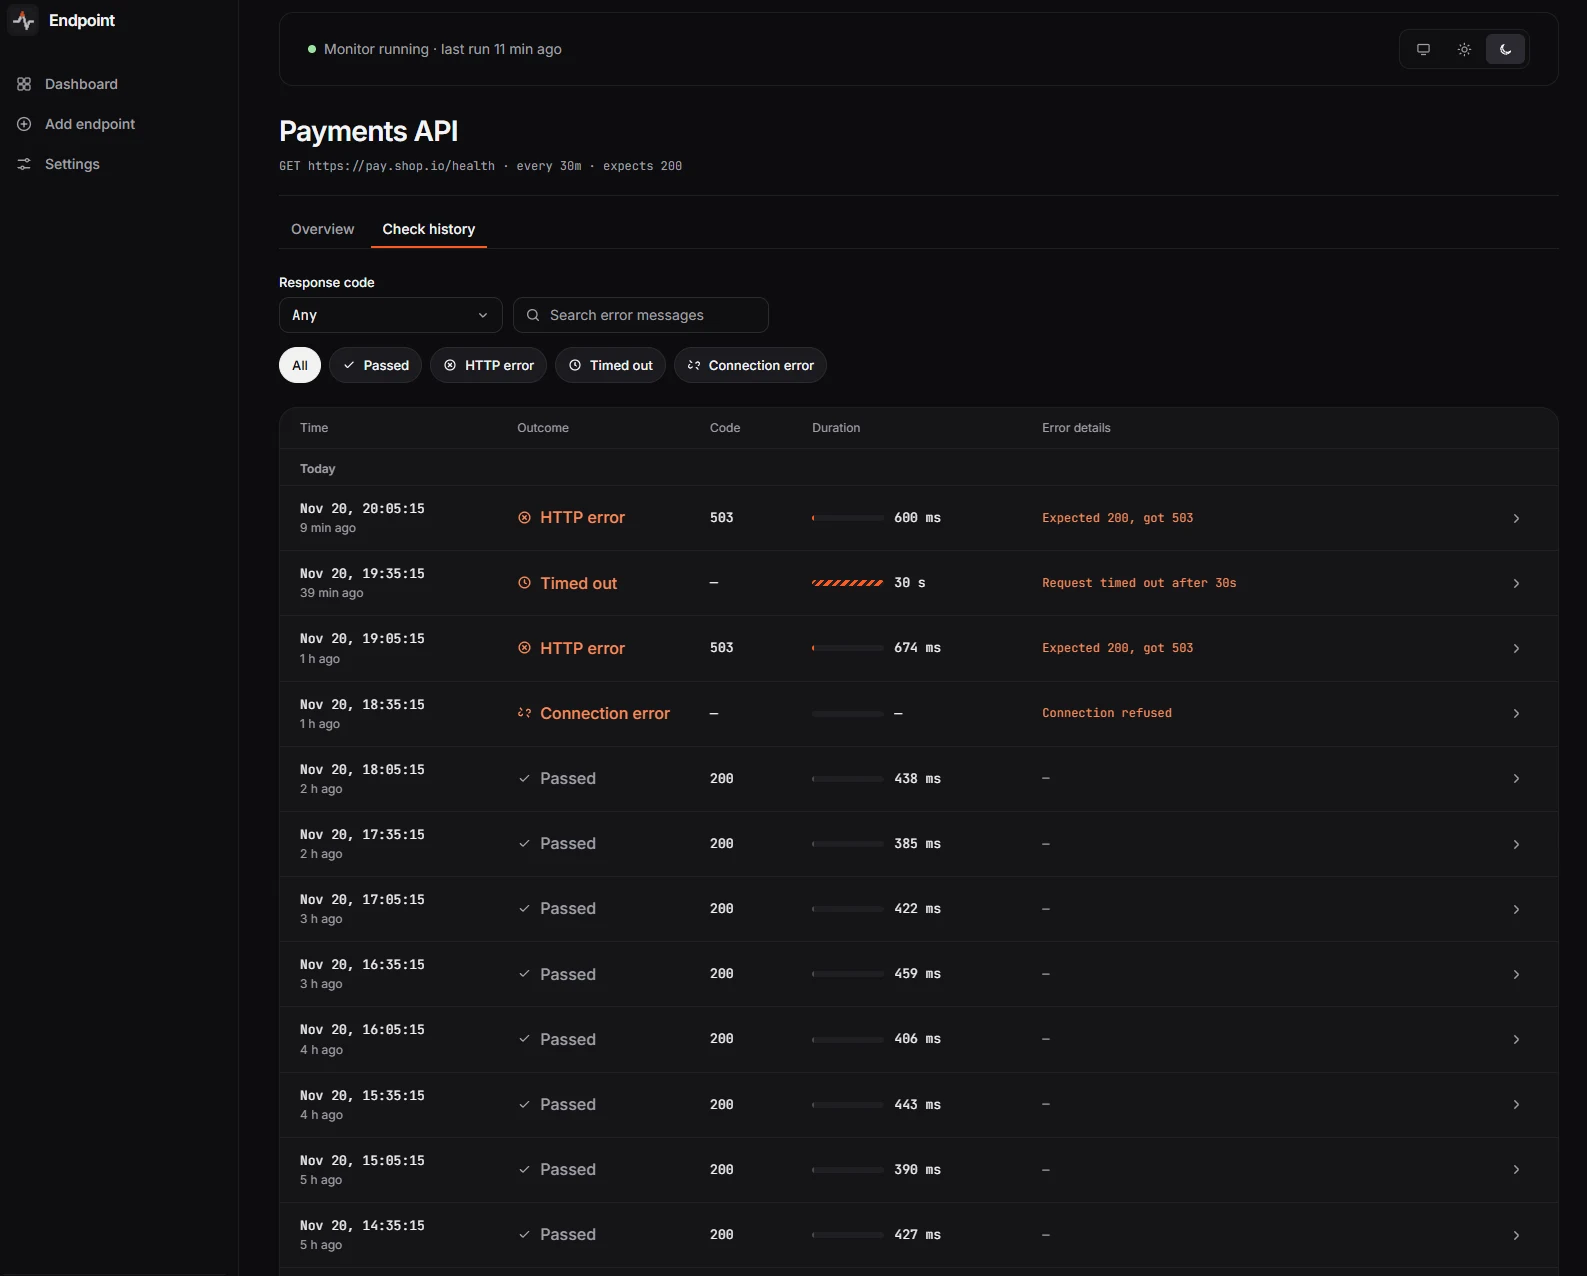 Endpoint
Dashboard
Add endpoint
Settings
Monitor running · last run 11 min ago
Payments API
GET https://pay.shop.io/health · every 30m · expects 200
Overview Check history
Response code
Any Search error messages
All Passed HTTP error Timed out Connection error
Time Outcome Code Duration Error details
Today
Nov 20, 20:05:15
9 min ago
HTTP error 503 600 ms Expected 200, got 503
Nov 20, 19:35:15
39 min ago
Timed out — 30 s Request timed out after 30s
Nov 20, 19:05:15
1 h ago
HTTP error 503 674 ms Expected 200, got 503
Nov 20, 18:35:15
1 h ago
Connection error — — Connection refused
Nov 20, 18:05:15
2 h ago
Passed 200 438 ms —
Nov 20, 17:35:15
2 h ago
Passed 200 385 ms —
Nov 20, 17:05:15
3 h ago
Passed 200 422 ms —
Nov 20, 16:35:15
3 h ago
Passed 200 459 ms —
Nov 20, 16:05:15
4 h ago
Passed 200 406 ms —
Nov 20, 15:35:15
4 h ago
Passed 200 443 ms —
Nov 20, 15:05:15
5 h ago
Passed 200 390 ms —
Nov 20, 14:35:15
5 h ago
Passed 200 427 ms —